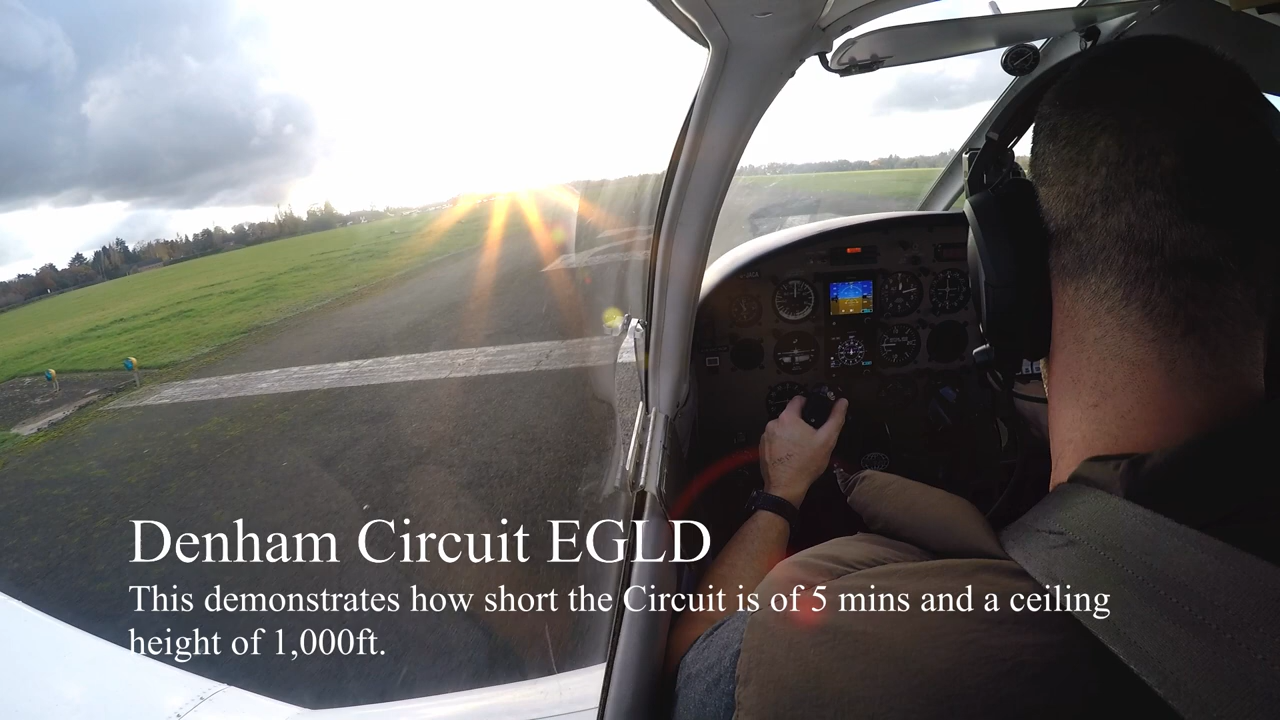 Denham Circuit EGLD
This demonstrates how short the Circuit is of 5 mins and a ceiling
height of 1,000ft.